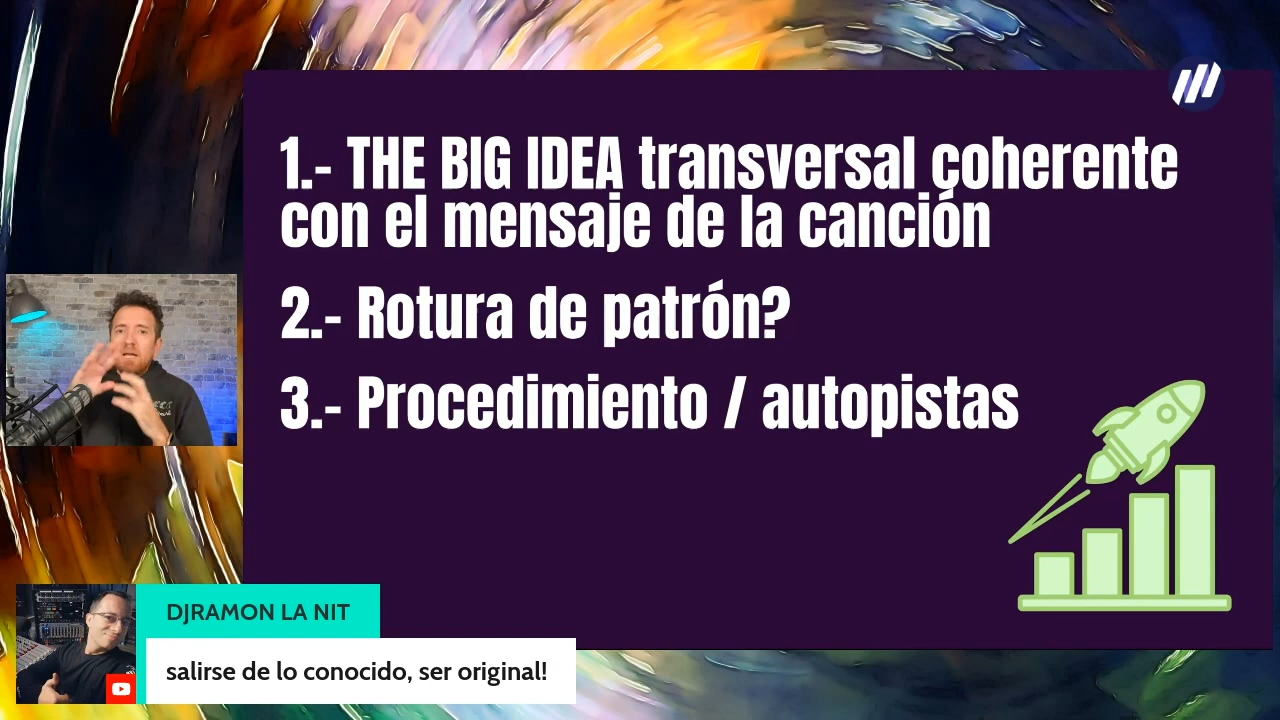 1.- THE BIG IDEA transversal coherente
con el mensaje de la canción
2.- Rotura de patrón?
3.- Procedimiento / autopistas
DJRAMON LA NIT
salirse de lo conocido, ser original!